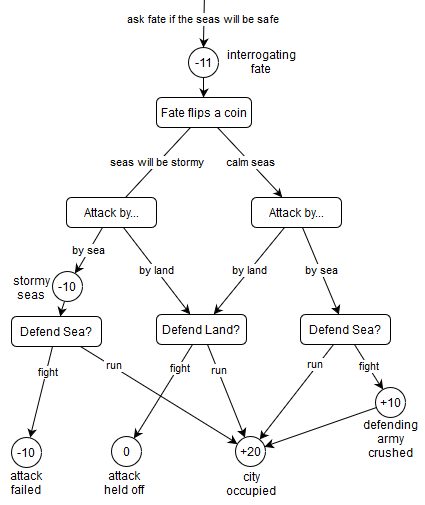 ask fate if the seas will be safe
-11
interrogating
fate
Fate flips a coin
seas will be stormy
calm seas
Attack by...
Attack by...
by sea
by land
by land
by sea
stormy
seas
-10
Defend Sea?
Defend Land?
Defend Sea?
fight
run
fight
run
run
fight
+10
defending
army
crushed
-10
attack
failed
0
attack
held off
+20
city
occupied